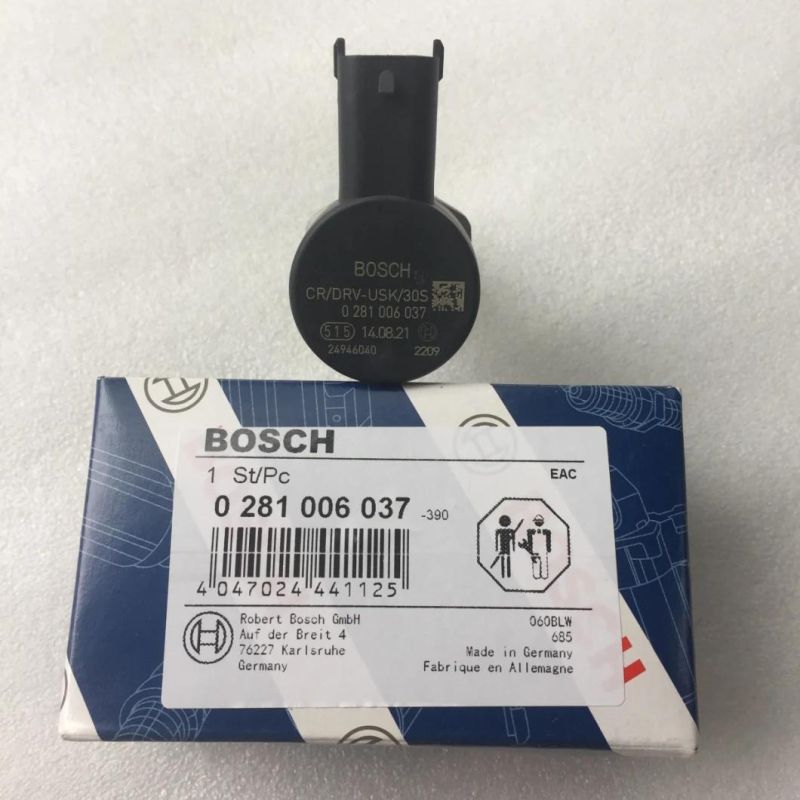 BOSCH
CR/DRV-USK/30S
0 281 006 037
515 14.08.21
24946040 2209
BOSCH
1 St/Pc
EAC
0 281 006 037 -390
4 047024 441125
Robert Bosch GmbH
Auf der Breit 4
76227 Karlsruhe
Germany
060BLW
685
Made in Germany
Fabrique en Allemagne